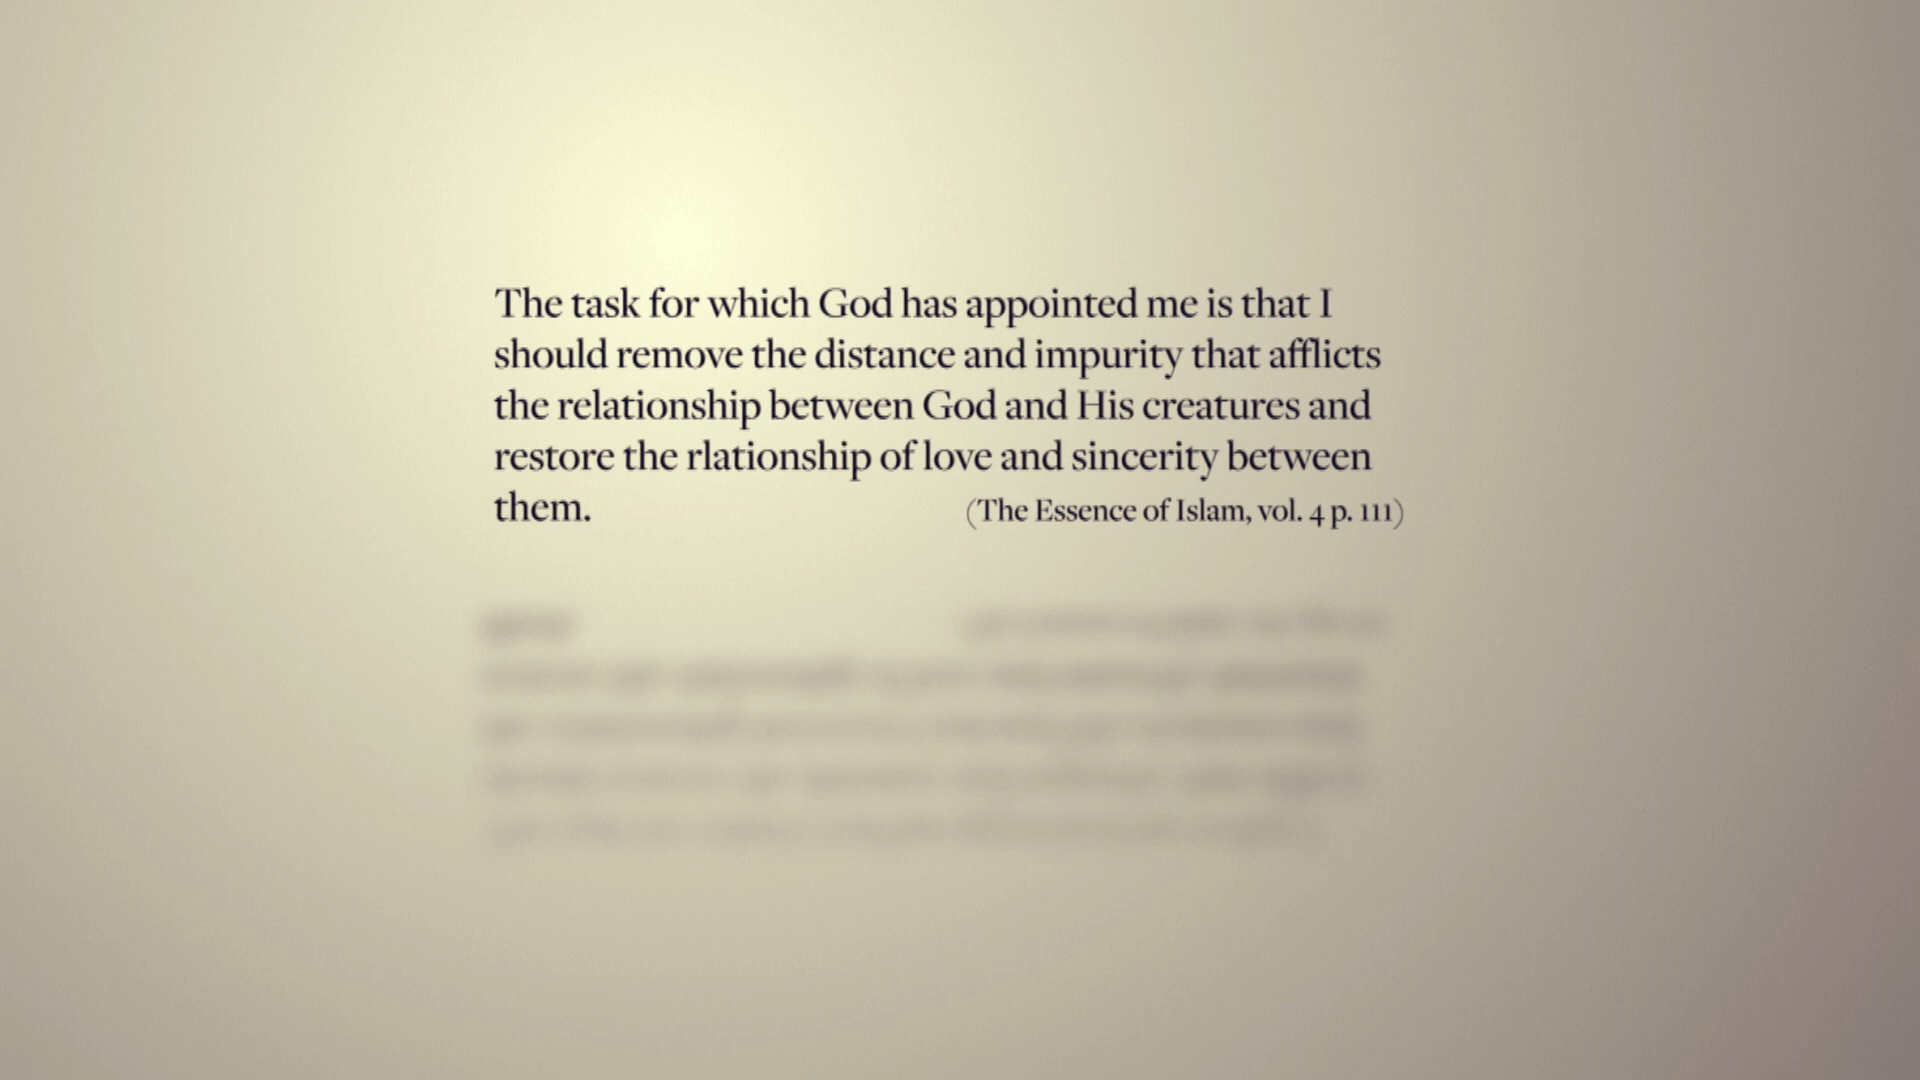 The task for which God has appointed me is that I
should remove the distance and impurity that afflicts
the relationship between God and His creatures and
restore the rlationship of love and sincerity between
them. (The Essence of Islam, vol. 4 p. 111)